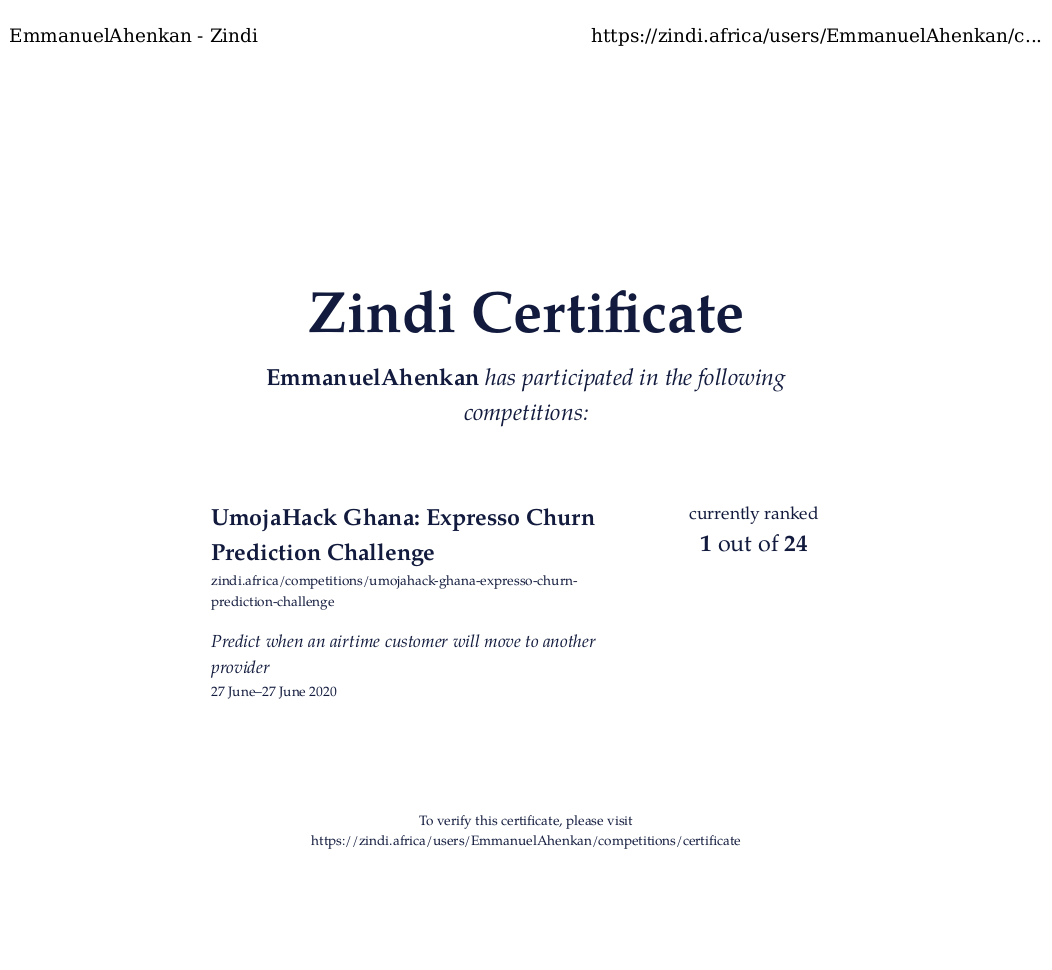 EmmanuelAhenkan - Zindi
https://zindi.africa/users/EmmanuelAhenkan/c...
Zindi Certificate
EmmanuelAhenkan has participated in the following
competitions:
UmojaHack Ghana: Expresso Churn
Prediction Challenge
zindi.africa/competitions/umojahack-ghana-expresso-churn-
prediction-challenge
Predict when an airtime customer will move to another
provider
27 June–27 June 2020
currently ranked
1 out of 24
To verify this certificate, please visit
https://zindi.africa/users/EmmanuelAhenkan/competitions/certificate